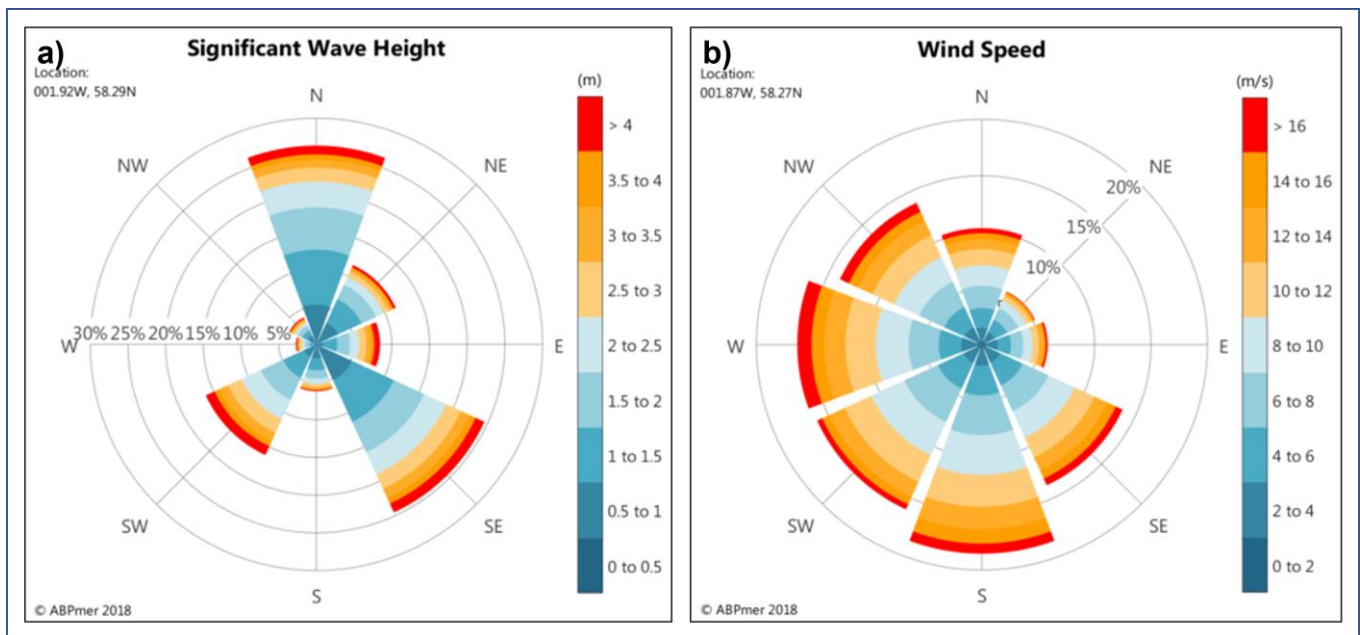 a)
Significant Wave Height
Location:
001.92W, 58.29N
(m)
N
NW
NE
30% 25% 20% 15% 10% 5%
W
E
SW
SE
S
> 4
3.5 to 4
3 to 3.5
2.5 to 3
2 to 2.5
1.5 to 2
1 to 1.5
0.5 to 1
0 to 0.5
© ABPmer 2018
b)
Wind Speed
Location:
001.87W, 58.27N
(m/s)
N
NW
NE
20%
15%
10%
W
E
SW
SE
S
> 16
14 to 16
12 to 14
10 to 12
8 to 10
6 to 8
4 to 6
2 to 4
0 to 2
© ABPmer 2018